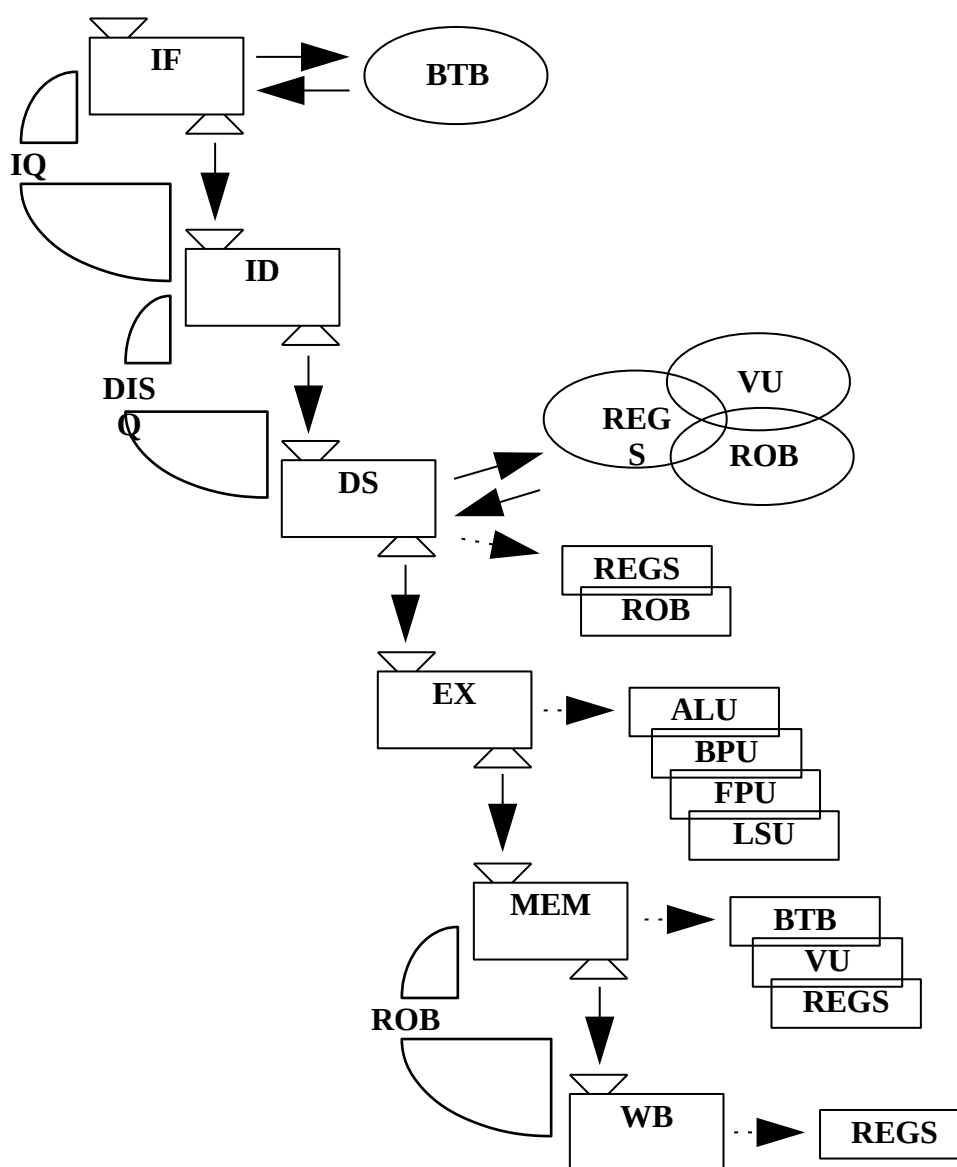 IF
BTB
IQ
ID
DIS
Q
VU
REG
S
ROB
DS
REGS
ROB
EX
ALU
BPU
FPU
LSU
MEM
BTB
VU
REGS
ROB
WB
REGS